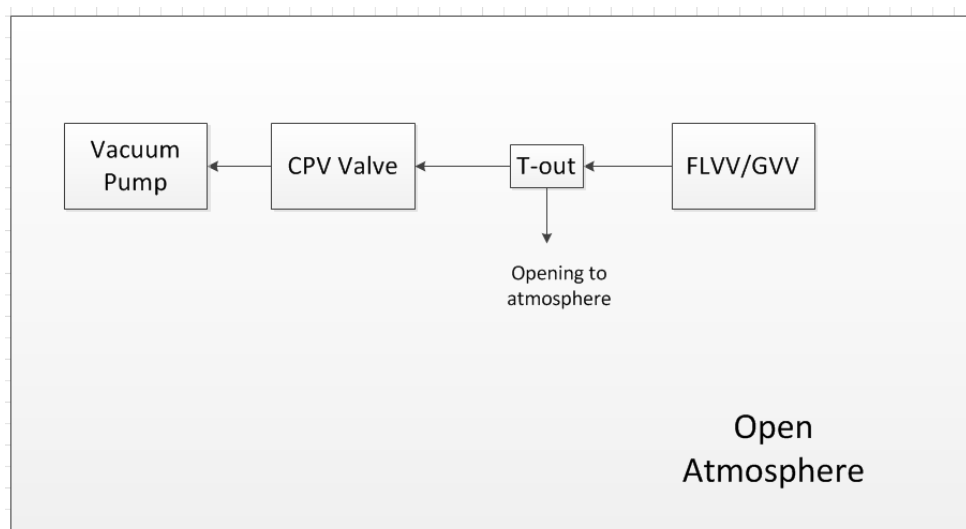 Vacuum
Pump
CPV Valve
T-out
FLVV/GVV
Opening to
atmosphere
Open
Atmosphere